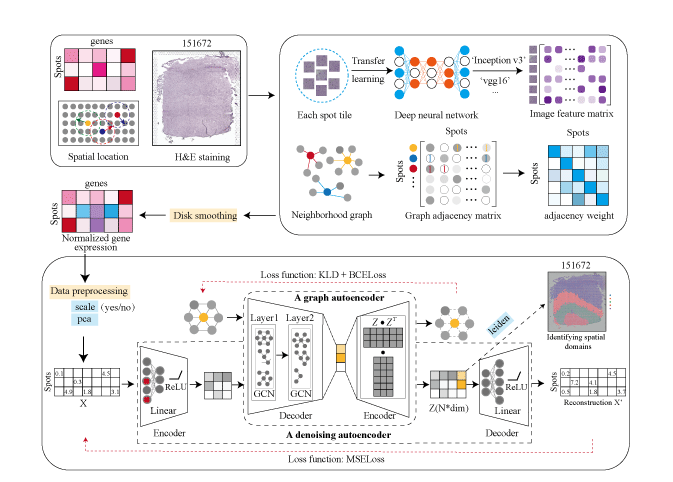 genes
151672
Spots
Spatial location
H&E staining
Each spot tile
Transfer
learning
Deep neural network
'Inception v3'
'vgg16'
...
Image feature matrix
Neighborhood graph
Spots
Spots
Graph adjacency matrix
Spots
Spots
adjacency weight
genes
Spots
Normalized gene
expression
Disk smoothing
Data preprocessing
scale (yes/no)
pca
Loss function: KLD + BCELoss
A graph autoencoder
Layer1 Layer2
GCN GCN
Decoder
Z • Z^T
Encoder
leiden
151672
Identifying spatial
domains
Spots
0.1 4.5
0.3
4.9 1.8 3.1
X
ReLU
Linear
Encoder
A denoising autoencoder
Z(N*dim)
ReLU
Linear
Decoder
Spots
0.2 4.5
7.2 4.1
0.5 1.8 3.7
Reconstruction X'
Loss function: MSELoss